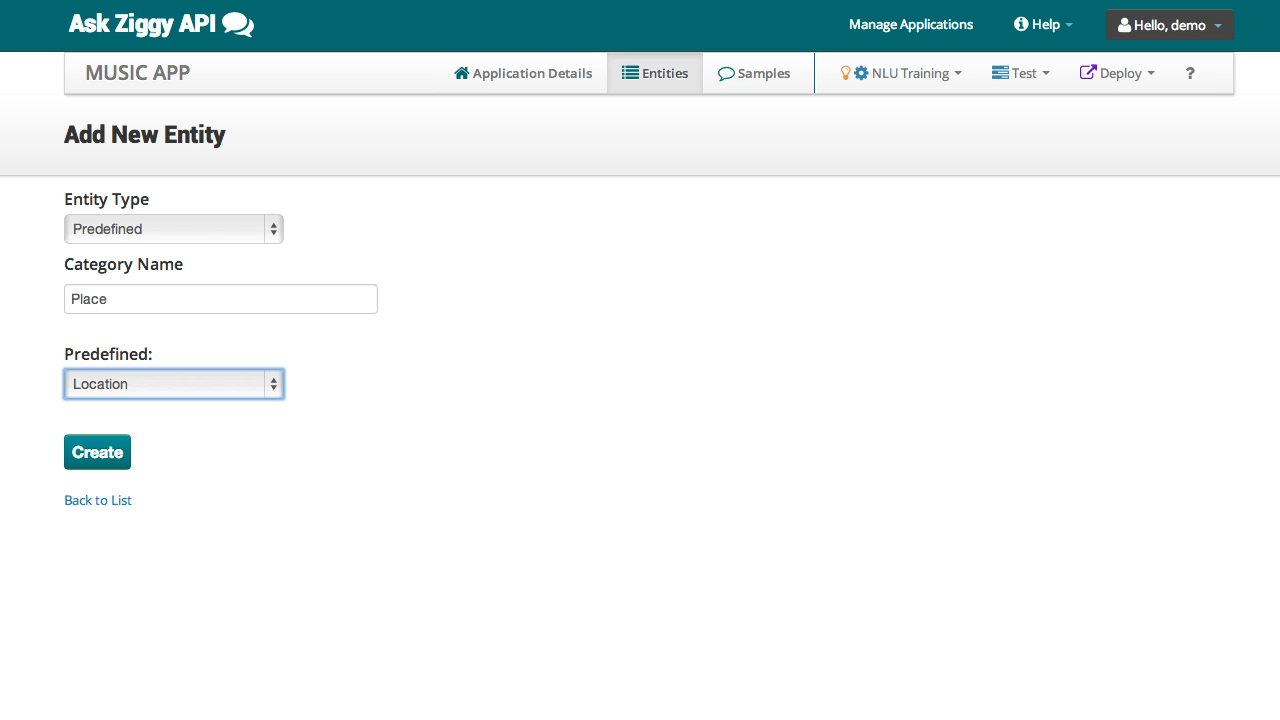 Ask Ziggy API
Manage Applications Help Hello, demo
MUSIC APP Application Details Entities Samples NLU Training Test Deploy ?
Add New Entity
Entity Type
Predefined
Category Name
Place
Predefined:
Location
Create
Back to List